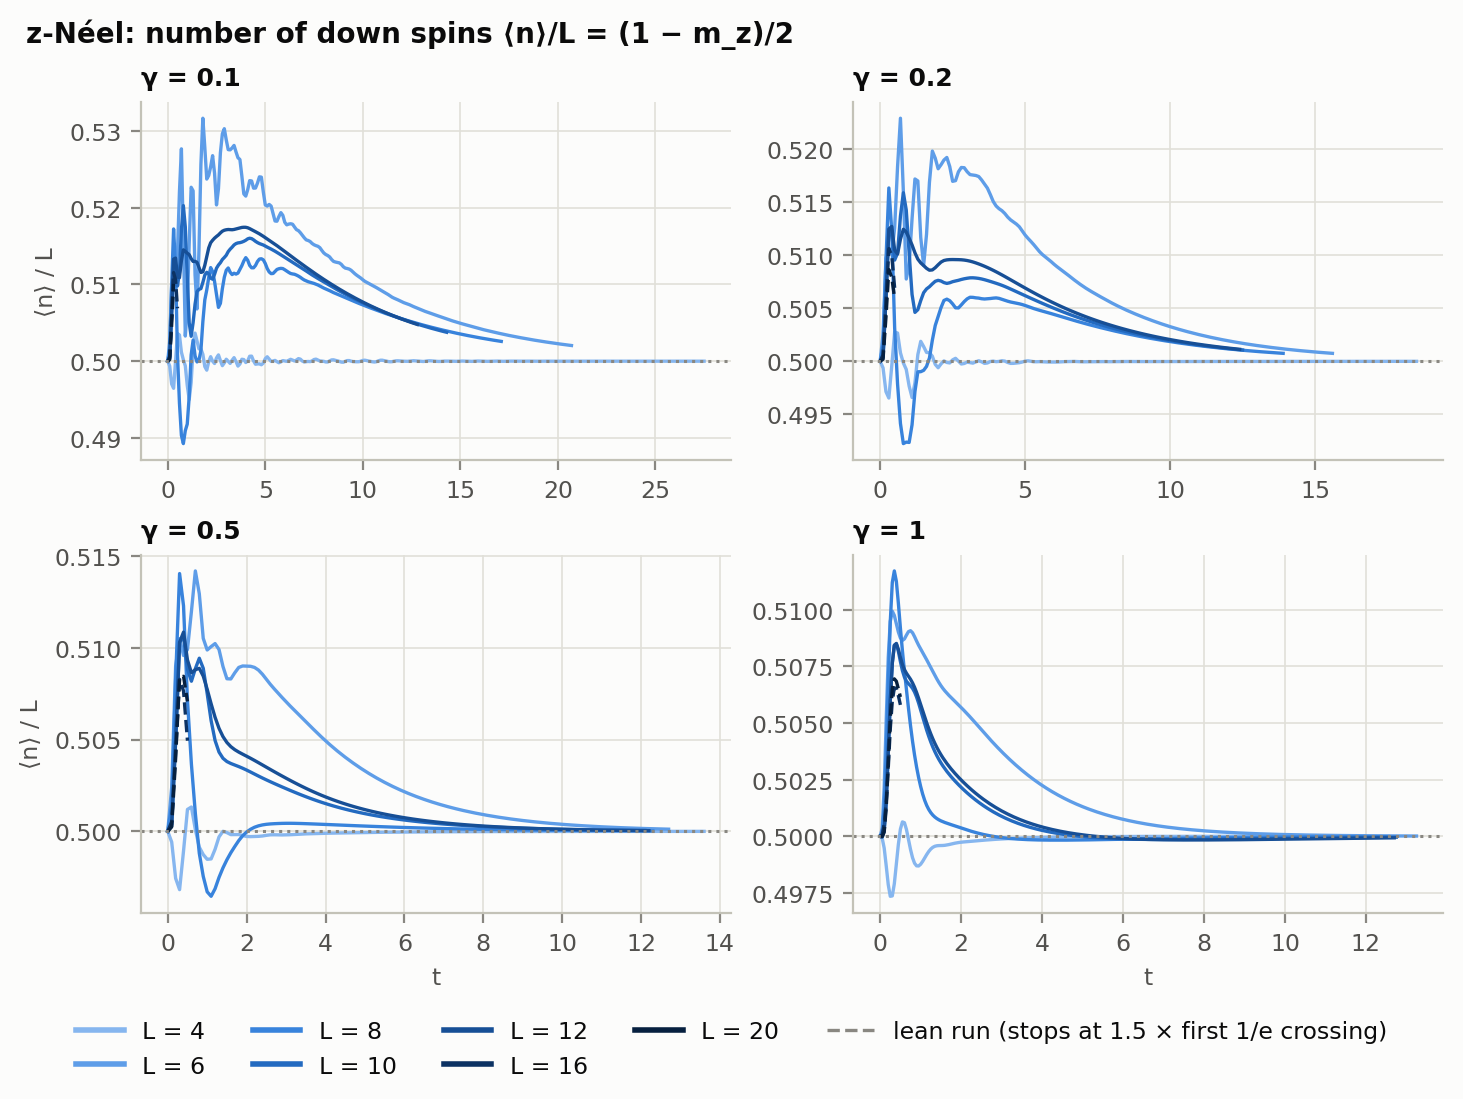 z-Néel: number of down spins ⟨n⟩/L = (1 − m_z)/2
γ = 0.1
γ = 0.2
0.53
0.52
0.51
0.50
0.49
⟨n⟩ / L
0 5 10 15 20 25
0.520
0.515
0.510
0.505
0.500
0.495
0 5 10 15
γ = 0.5
γ = 1
0.515
0.510
0.505
0.500
⟨n⟩ / L
0 2 4 6 8 10 12 14
t
0.5100
0.5075
0.5050
0.5025
0.5000
0.4975
0 2 4 6 8 10 12
t
L = 4 L = 8 L = 12 L = 20 lean run (stops at 1.5 × first 1/e crossing)
L = 6 L = 10 L = 16